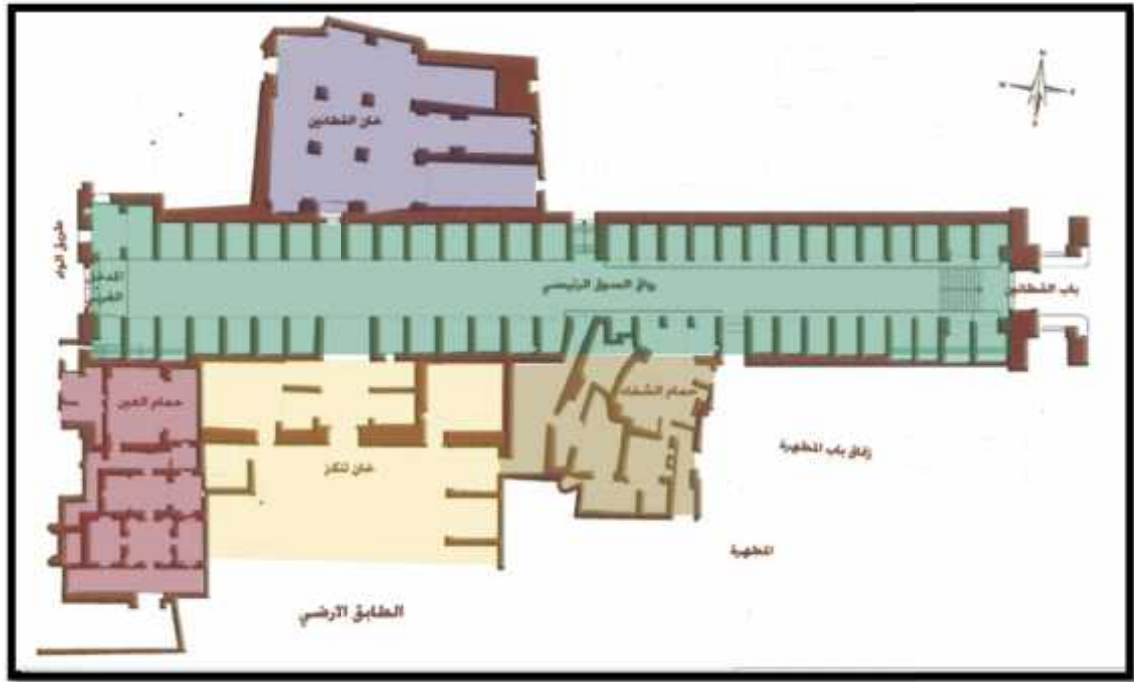 خان القطانين
طريق الواد
المدخل
الغربي
رواق السوق الرئيسي
باب القطانين
حمام العين
خان تنكز
حمام الشفاء
زقاق باب المطهرة
المطهرة
الطابق الارضي
N